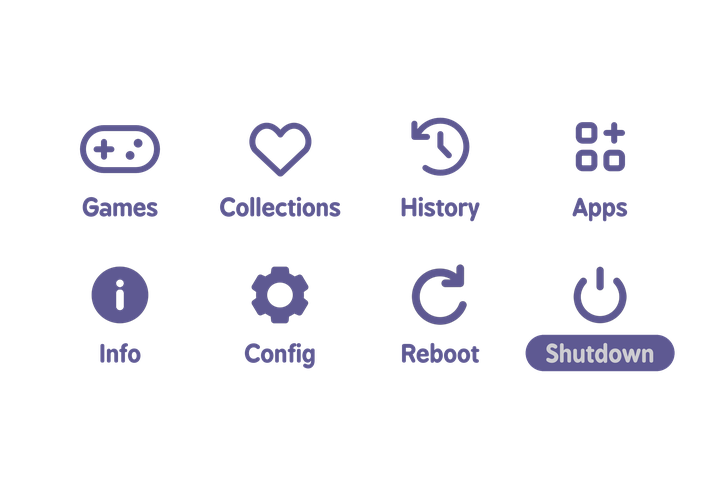 Games
Collections
History
Apps
Info
Config
Reboot
Shutdown